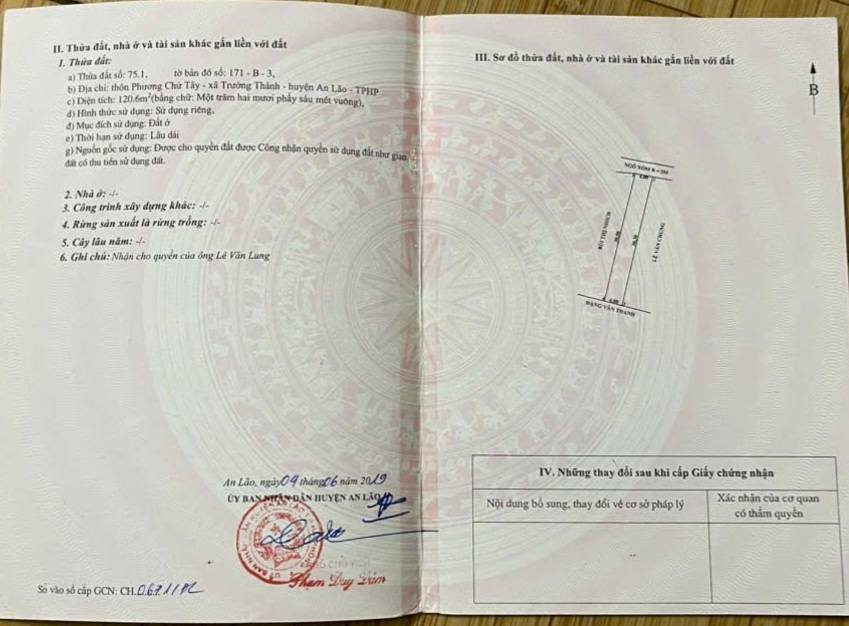 II. Thửa đất, nhà ở và tài sản khác gắn liền với đất
1. Thửa đất:
a) Thửa đất số: 75.1, tờ bản đồ số: 171 - B - 3,
b) Địa chỉ: thôn Phương Chử Tây - xã Trường Thành - huyện An Lão - TPHP
c) Diện tích: 120.6m²(bằng chữ: Một trăm hai mươi phẩy sáu mét vuông),
d) Hình thức sử dụng: Sử dụng riêng,
đ) Mục đích sử dụng: Đất ở
e) Thời hạn sử dụng: Lâu dài
g) Nguồn gốc sử dụng: Được cho quyền đất được Công nhận quyền sử dụng đất như giao
đất có thu tiền sử dụng đất.
2. Nhà ở: -/-
3. Công trình xây dựng khác: -/-
4. Rừng sản xuất là rừng trồng: -/-
5. Cây lâu năm: -/-
6. Ghi chú: Nhận cho quyền của ông Lê Văn Lung
An Lão, ngày 04 tháng 06 năm 2019
ỦY BAN NHÂN DÂN HUYỆN AN LÃO
Phạm Duy Đảm
Số vào sổ cấp GCN: CH.
III. Sơ đồ thửa đất, nhà ở và tài sản khác gắn liền với đất
B
NGÕ XÓM
BÙI THỊ NHÍCH
LÊ VĂN CHUNG
ĐẶNG VĂN THANH
IV. Những thay đổi sau khi cấp Giấy chứng nhận
Nội dung bổ sung, thay đổi về cơ sở pháp lý
Xác nhận của cơ quan
có thẩm quyền